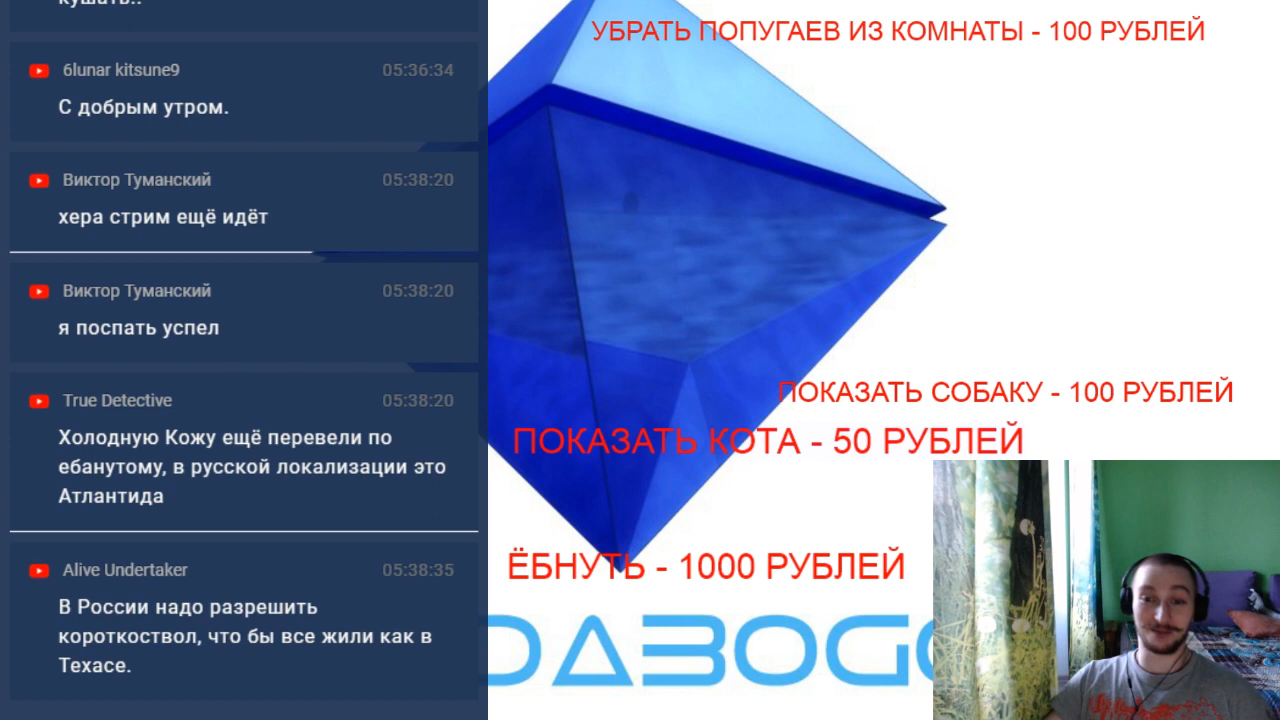 кушать..
6lunar kitsune9 05:36:34
С добрым утром.
Виктор Туманский 05:38:20
хера стрим ещё идёт
Виктор Туманский 05:38:20
я поспать успел
True Detective 05:38:20
Холодную Кожу ещё перевели по
ебанутому, в русской локализации это
Атлантида
Alive Undertaker 05:38:35
В России надо разрешить
короткоствол, что бы все жили как в
Техасе.
УБРАТЬ ПОПУГАЕВ ИЗ КОМНАТЫ - 100 РУБЛЕЙ
ПОКАЗАТЬ СОБАКУ - 100 РУБЛЕЙ
ПОКАЗАТЬ КОТА - 50 РУБЛЕЙ
ЁБНУТЬ - 1000 РУБЛЕЙ